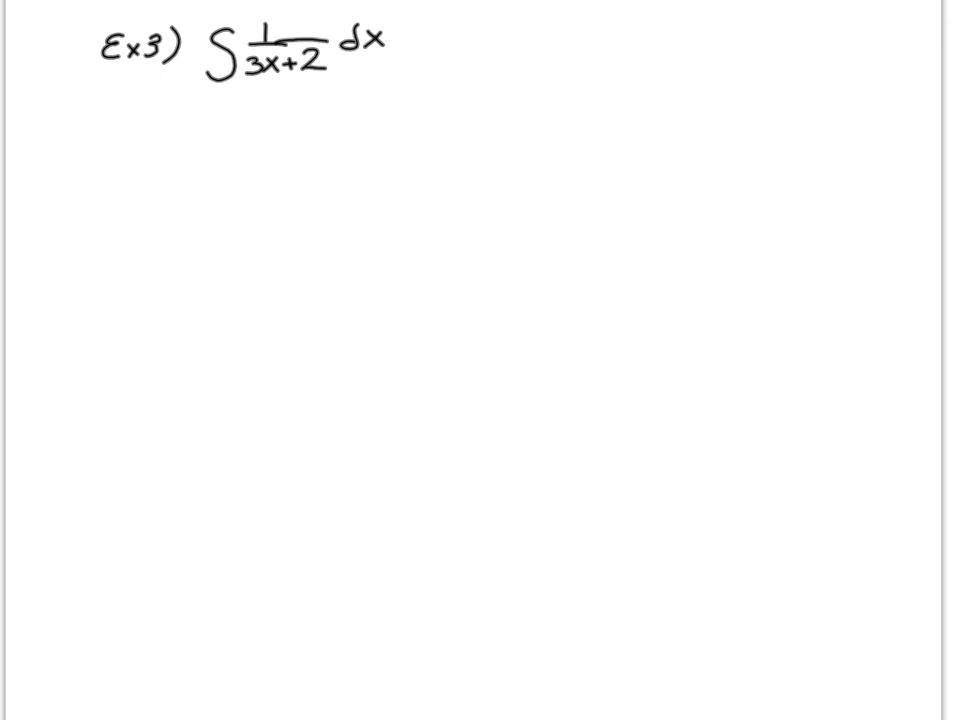 Ex3) ∫ 1/(3x+2) dx